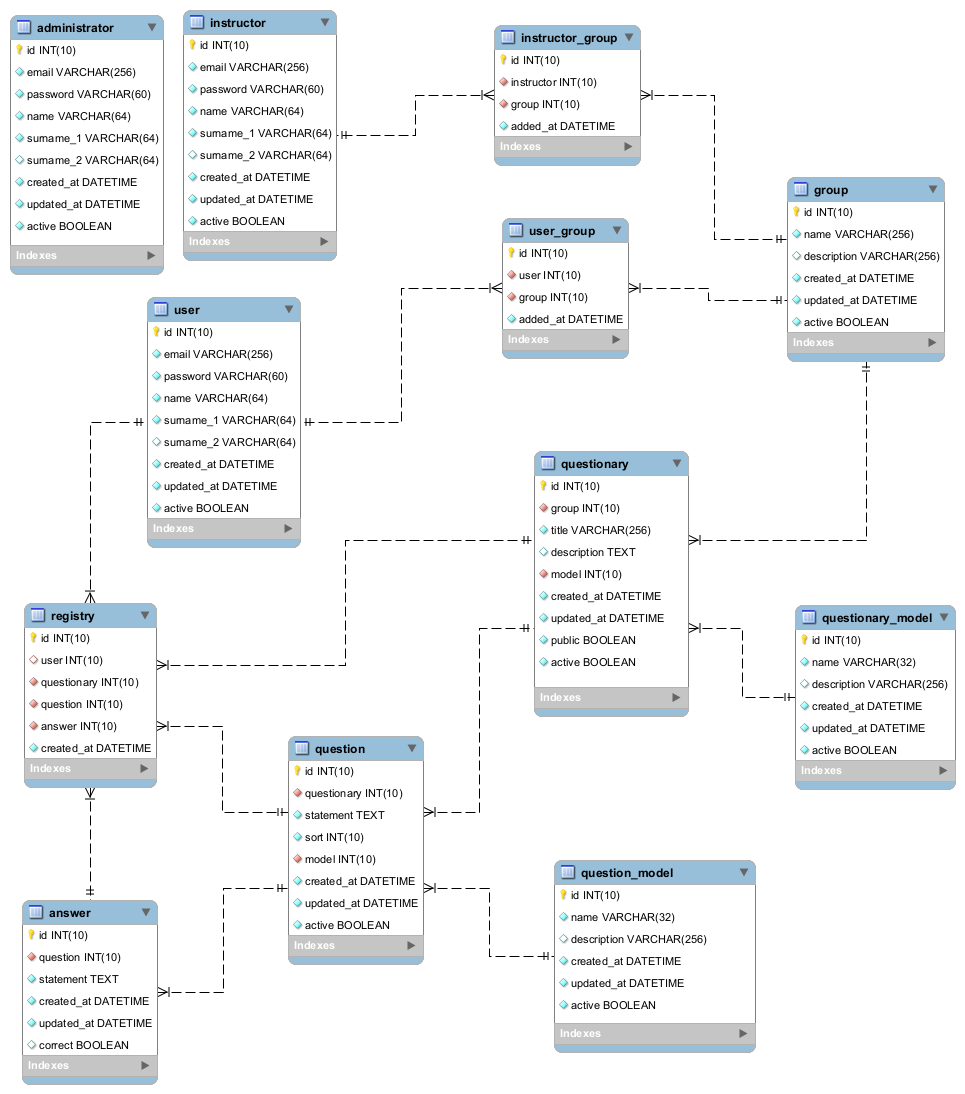 administrator
id INT(10)
email VARCHAR(256)
password VARCHAR(60)
name VARCHAR(64)
surname_1 VARCHAR(64)
surname_2 VARCHAR(64)
created_at DATETIME
updated_at DATETIME
active BOOLEAN
Indexes
instructor
id INT(10)
email VARCHAR(256)
password VARCHAR(60)
name VARCHAR(64)
surname_1 VARCHAR(64)
surname_2 VARCHAR(64)
created_at DATETIME
updated_at DATETIME
active BOOLEAN
Indexes
instructor_group
id INT(10)
instructor INT(10)
group INT(10)
added_at DATETIME
Indexes
group
id INT(10)
name VARCHAR(256)
description VARCHAR(256)
created_at DATETIME
updated_at DATETIME
active BOOLEAN
Indexes
user_group
id INT(10)
user INT(10)
group INT(10)
added_at DATETIME
Indexes
user
id INT(10)
email VARCHAR(256)
password VARCHAR(60)
name VARCHAR(64)
surname_1 VARCHAR(64)
surname_2 VARCHAR(64)
created_at DATETIME
updated_at DATETIME
active BOOLEAN
Indexes
questionary
id INT(10)
group INT(10)
title VARCHAR(256)
description TEXT
model INT(10)
created_at DATETIME
updated_at DATETIME
public BOOLEAN
active BOOLEAN
Indexes
registry
id INT(10)
user INT(10)
questionary INT(10)
question INT(10)
answer INT(10)
created_at DATETIME
Indexes
questionary_model
id INT(10)
name VARCHAR(32)
description VARCHAR(256)
created_at DATETIME
updated_at DATETIME
active BOOLEAN
Indexes
question
id INT(10)
questionary INT(10)
statement TEXT
sort INT(10)
model INT(10)
created_at DATETIME
updated_at DATETIME
active BOOLEAN
Indexes
question_model
id INT(10)
name VARCHAR(32)
description VARCHAR(256)
created_at DATETIME
updated_at DATETIME
active BOOLEAN
Indexes
answer
id INT(10)
question INT(10)
statement TEXT
created_at DATETIME
updated_at DATETIME
correct BOOLEAN
Indexes